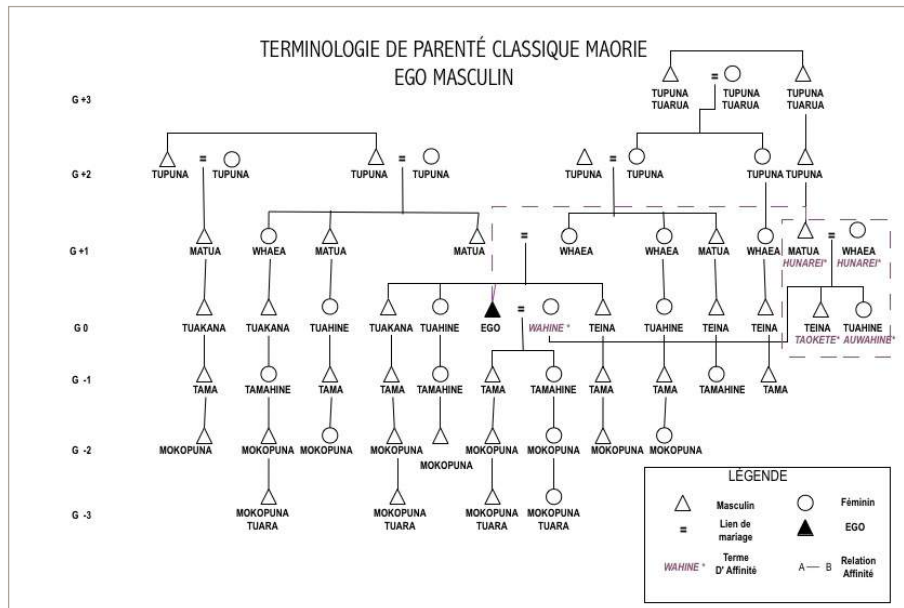 TERMINOLOGIE DE PARENTÉ CLASSIQUE MAORIE
EGO MASCULIN
G +3
TUPUNA TUPUNA TUPUNA
TUARUA TUARUA TUARUA
G +2
TUPUNA TUPUNA TUPUNA TUPUNA TUPUNA TUPUNA TUPUNA TUPUNA
G +1
MATUA WHAEA MATUA MATUA WHAEA WHAEA MATUA WHAEA MATUA WHAEA
HUNAREI* HUNAREI*
G 0
TUAKANA TUAKANA TUAHINE TUAKANA TUAHINE EGO WAHINE * TEINA TUAHINE TEINA TEINA TEINA TUAHINE
TAOKETE* AUWAHINE*
G -1
TAMA TAMAHINE TAMA TAMA TAMAHINE TAMA TAMAHINE TAMA TAMA TAMAHINE TAMA
G -2
MOKOPUNA MOKOPUNA MOKOPUNA MOKOPUNA MOKOPUNA MOKOPUNA MOKOPUNA MOKOPUNA
MOKOPUNA
G -3
MOKOPUNA MOKOPUNA MOKOPUNA MOKOPUNA
TUARA TUARA TUARA TUARA
LÈGENDE
Masculin Féminin
= Lien de mariage EGO
WAHINE * Terme D' Affinité A — B Relation Affinité